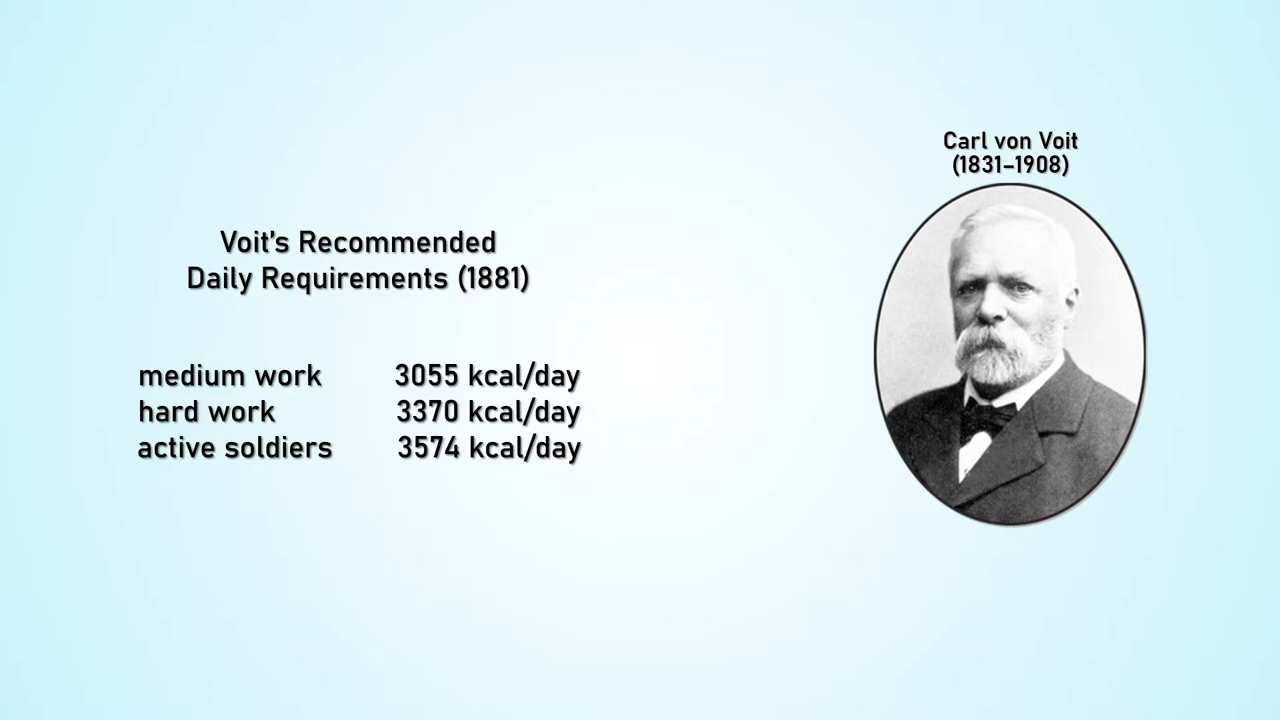 Carl von Voit
(1831–1908)
Voit's Recommended
Daily Requirements (1881)
medium work 3055 kcal/day
hard work 3370 kcal/day
active soldiers 3574 kcal/day